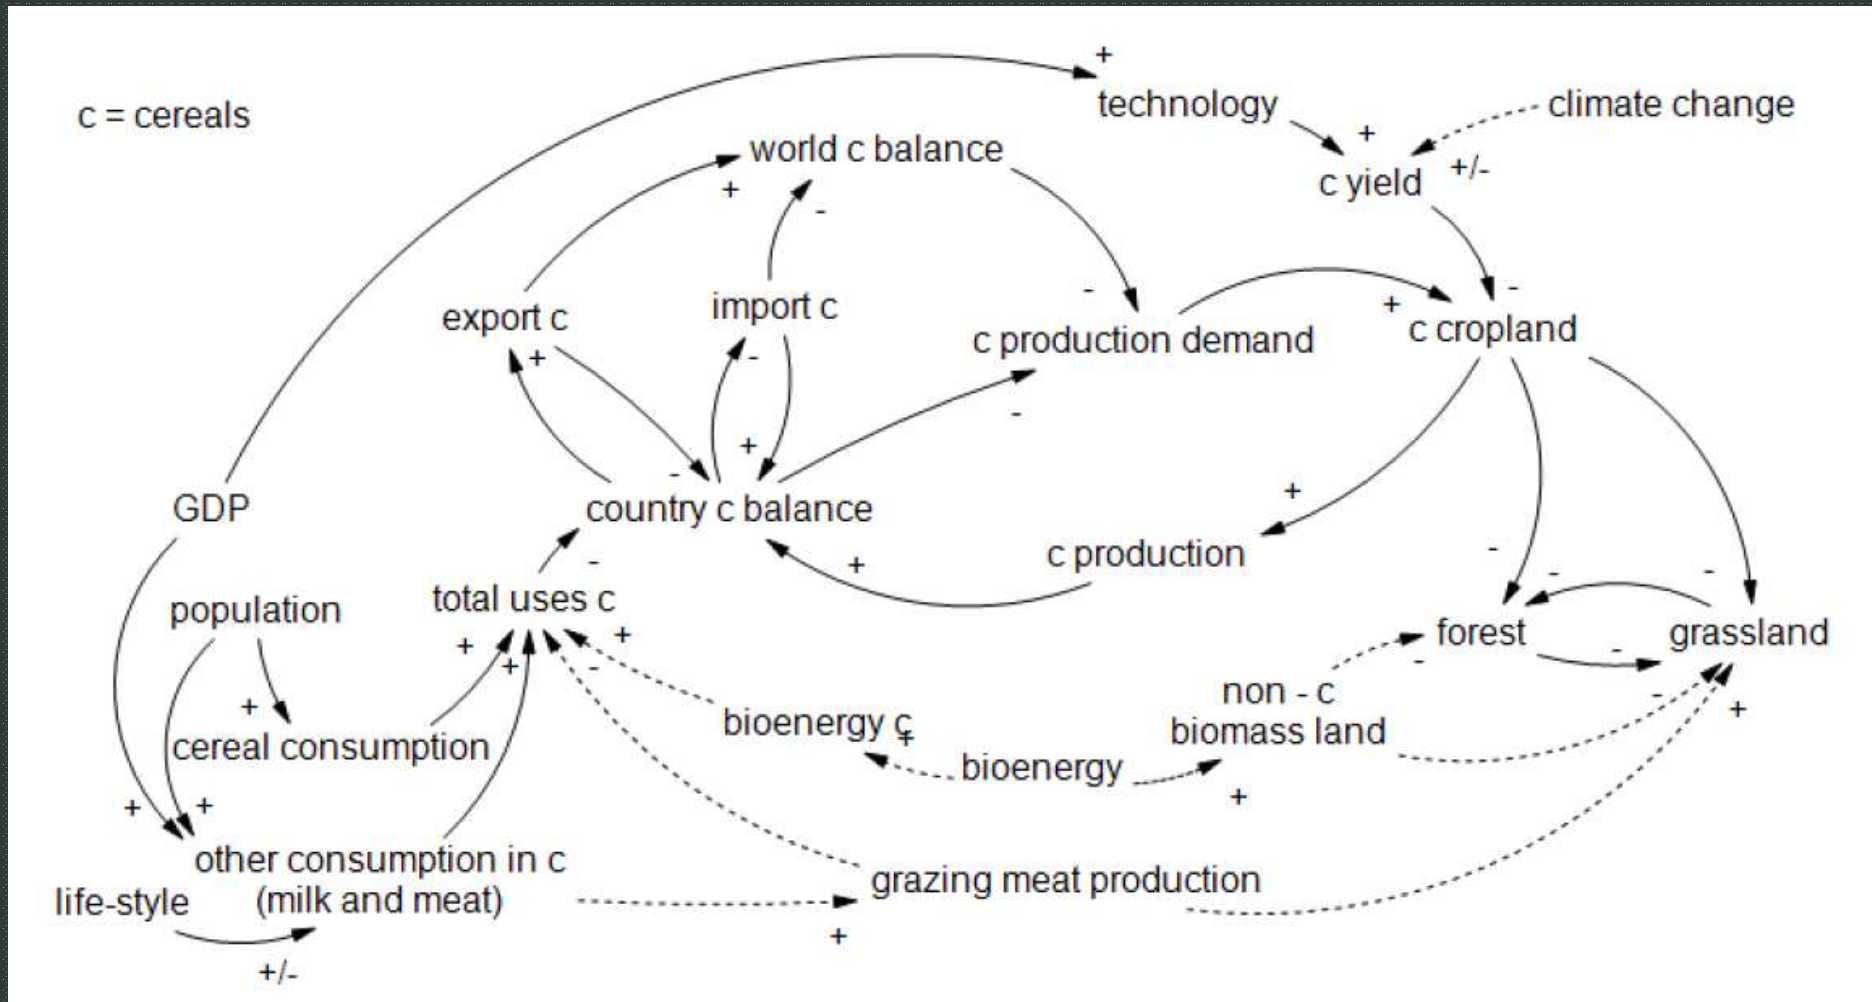 +
c = cereals
technology
climate change
+
world c balance
+/-
c yield
+
-
-
import c
-
+
export c
c cropland
c production demand
+
-
-
+
-
GDP
country c balance
+
c production
+
-
-
-
-
population
total uses c
+
+
+
-
forest
-
grassland
-
non - c
biomass land
-
+
+
cereal consumption
bioenergy c
+
bioenergy
+
+
+
other consumption in c
(milk and meat)
life-style
grazing meat production
+
+/-